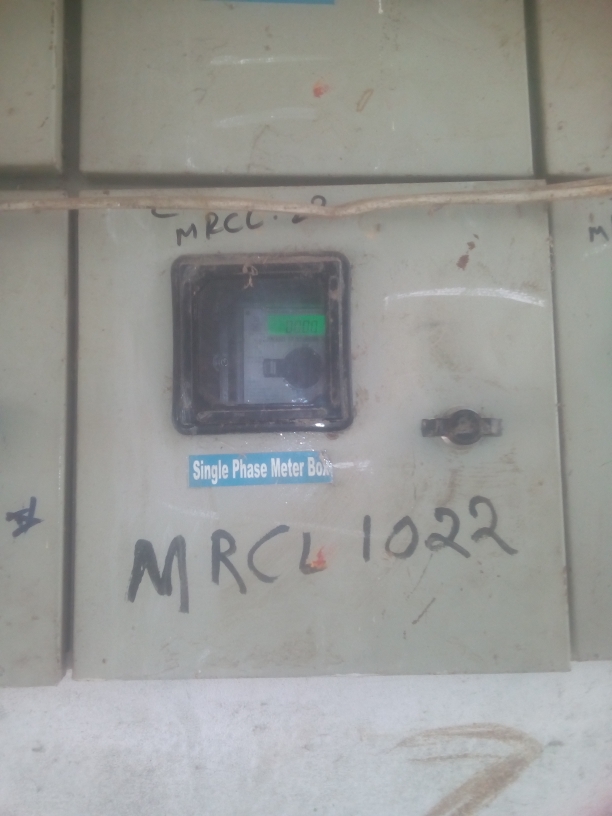 MRCL
Single Phase Meter Box
MRCL 1022